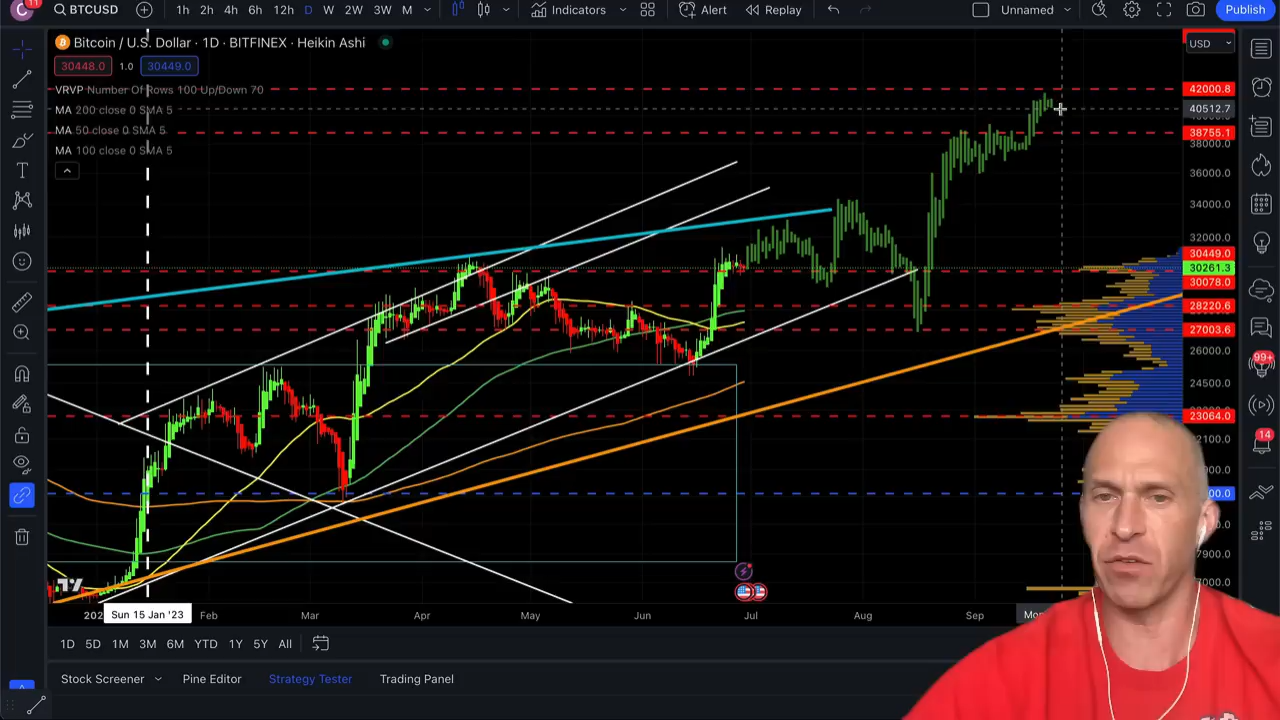 C 11 BTCUSD 1h 2h 4h 6h 12h D W 2W 3W M Indicators Alert Replay Unnamed Publish
Bitcoin / U.S. Dollar · 1D · BITFINEX · Heikin Ashi
USD
30448.0 1.0 30449.0
VRVP Number Of Rows 100 Up/Down 70
MA 200 close 0 SMA 5
MA 50 close 0 SMA 5
MA 100 close 0 SMA 5
42000.8
40512.7
38755.1
38000.0
36000.0
34000.0
32000.0
30449.0
30261.3
30078.0
28220.6
27003.6
26000.0
24500.0
23064.0
99+
14
Sun 15 Jan '23 Feb Mar Apr May Jun Jul Aug Sep
1D 5D 1M 3M 6M YTD 1Y 5Y All
Stock Screener Pine Editor Strategy Tester Trading Panel